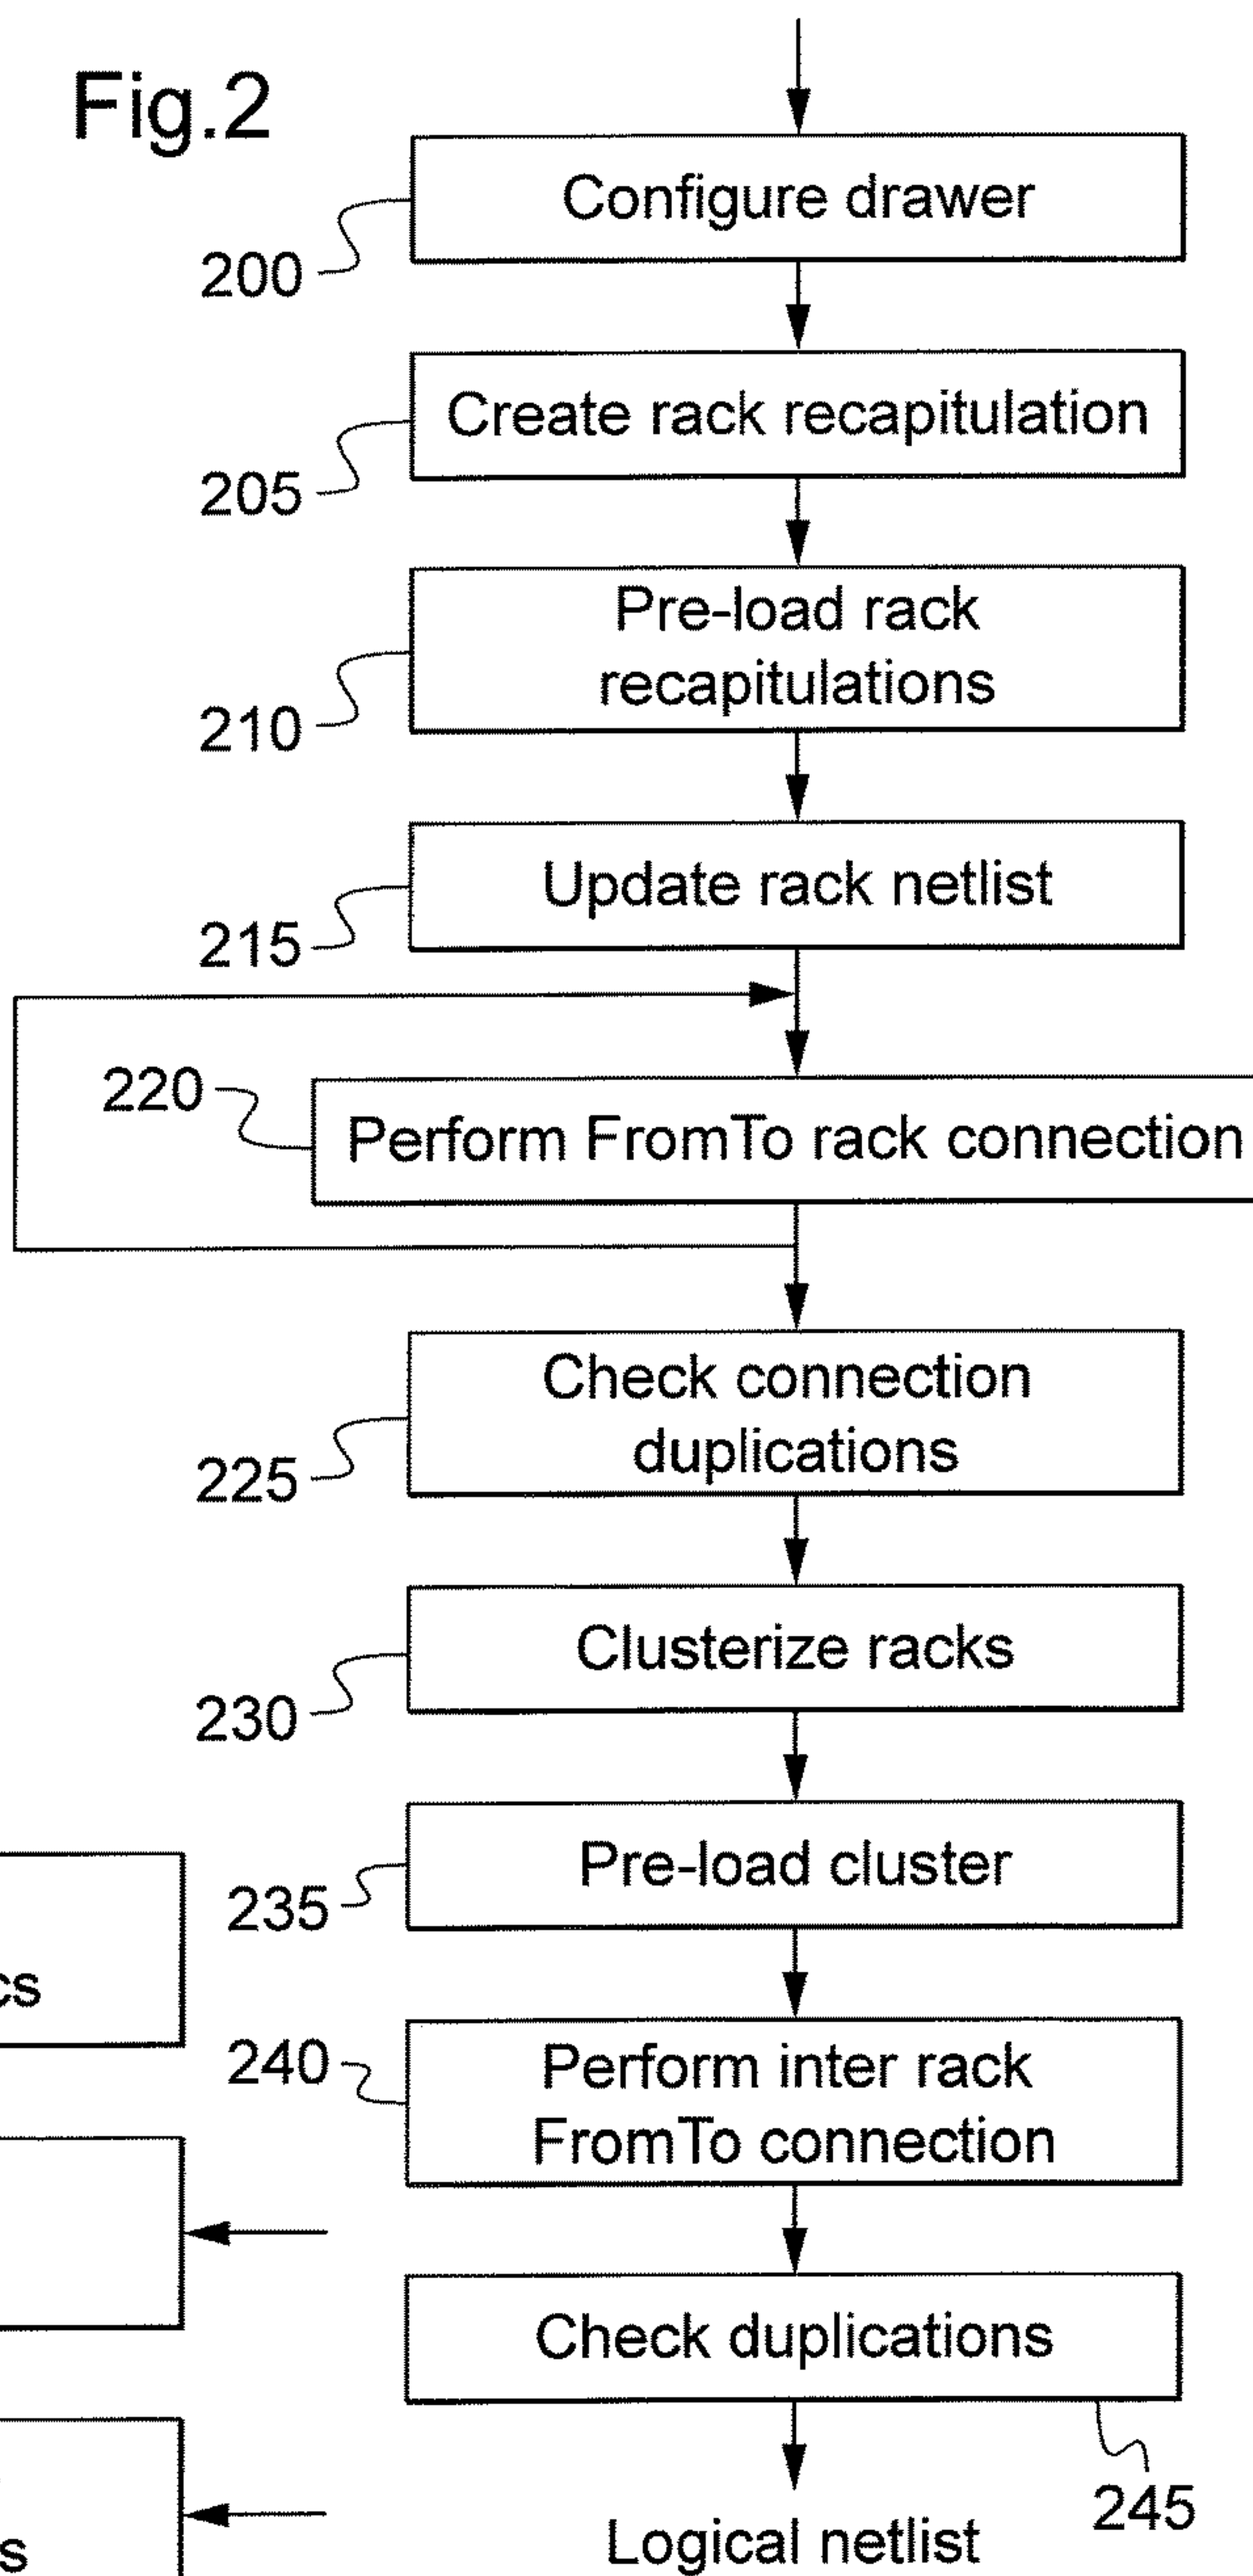 Fig.2
Configure drawer
200
Create rack recapitulation
205
Pre-load rack
recapitulations
210
Update rack netlist
215
220
Perform FromTo rack connection
Check connection
duplications
225
Clusterize racks
230
Pre-load cluster
235
240
Perform inter rack
FromTo connection
Check duplications
245
Logical netlist